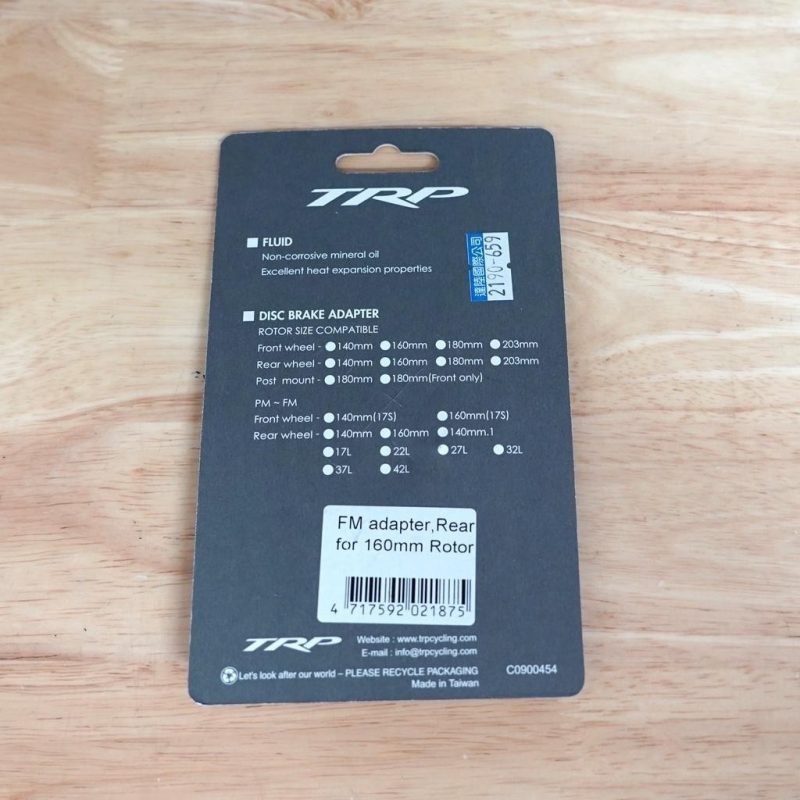 TRP
FLUID
Non-corrosive mineral oil
Excellent heat expansion properties
達陸國際公司
2190-659
DISC BRAKE ADAPTER
ROTOR SIZE COMPATIBLE
Front wheel - 140mm 160mm 180mm 203mm
Rear wheel - 140mm 160mm 180mm 203mm
Post mount - 180mm 180mm(Front only)
PM ~ FM
Front wheel - 140mm(17S) 160mm(17S)
Rear wheel - 140mm 160mm 140mm.1
17L 22L 27L 32L
37L 42L
FM adapter,Rear
for 160mm Rotor
4 717592 021875
TRP
Website : www.trpcycling.com
E-mail : info@trpcycling.com
Let's look after our world – PLEASE RECYCLE PACKAGING
C0900454
Made in Taiwan